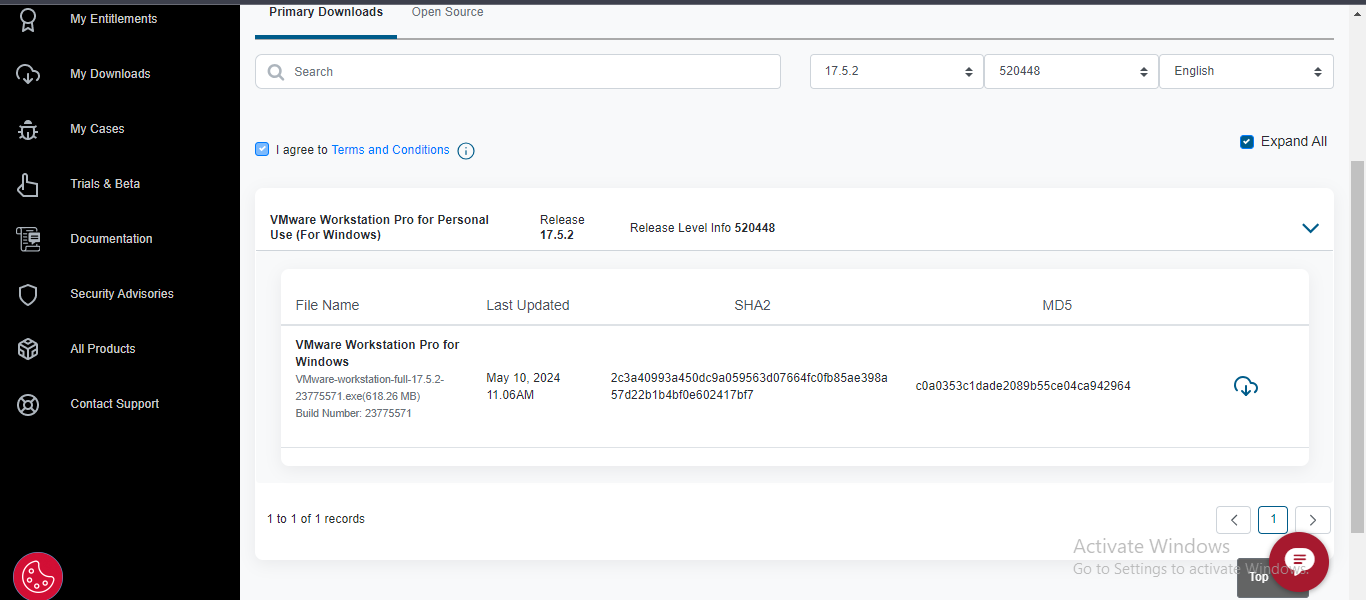 My Entitlements
My Downloads
My Cases
Trials & Beta
Documentation
Security Advisories
All Products
Contact Support
Primary Downloads
Open Source
Search
17.5.2
520448
English
I agree to Terms and Conditions
Expand All
VMware Workstation Pro for Personal
Use (For Windows)
Release
17.5.2
Release Level Info 520448
File Name
Last Updated
SHA2
MD5
VMware Workstation Pro for
Windows
VMware-workstation-full-17.5.2-
23775571.exe(618.26 MB)
Build Number: 23775571
May 10, 2024
11.06AM
2c3a40993a450dc9a059563d07664fc0fb85ae398a
57d22b1b4bf0e602417bf7
c0a0353c1dade2089b55ce04ca942964
1 to 1 of 1 records
1
Activate Windows
Go to Settings to activate Windows.
Top